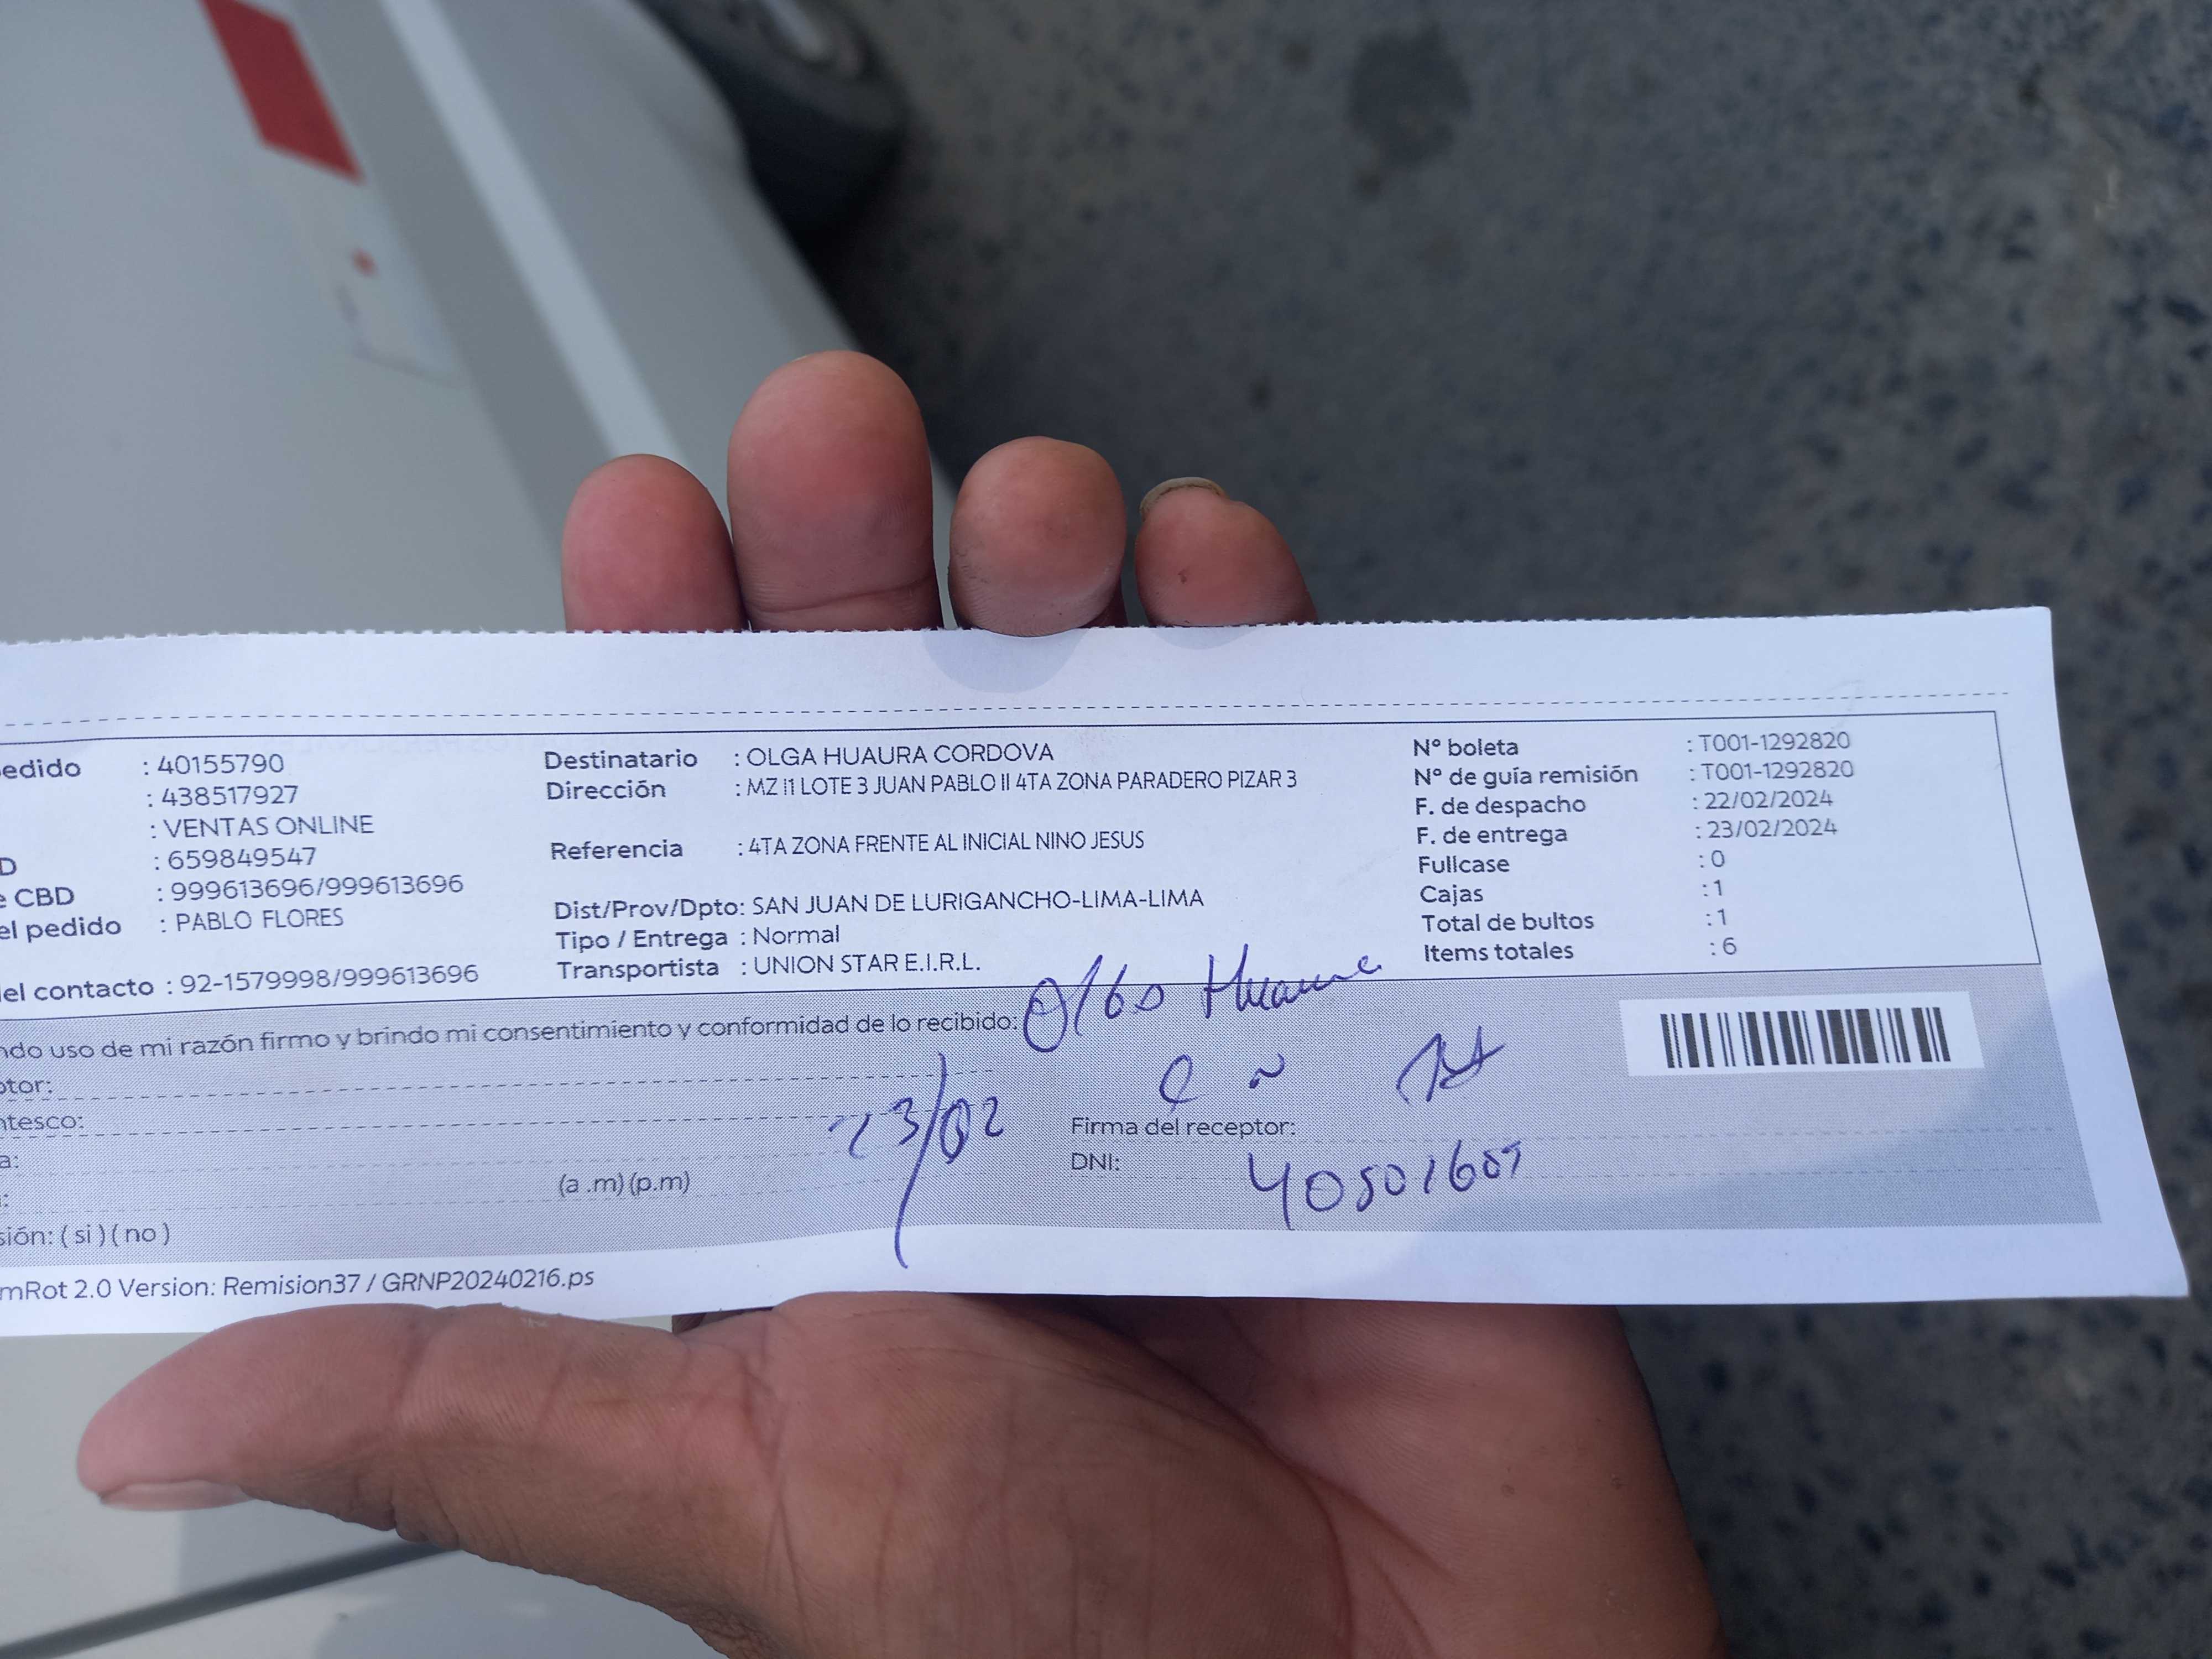 edido : 40155790
: 438517927
: VENTAS ONLINE
D : 659849547
e CBD : 999613696/999613696
el pedido : PABLO FLORES
el contacto : 92-1579998/999613696
Destinatario : OLGA HUAURA CORDOVA
Dirección : MZ i1 LOTE 3 JUAN PABLO II 4TA ZONA PARADERO PIZAR 3
Referencia : 4TA ZONA FRENTE AL INICIAL NINO JESUS
Dist/Prov/Dpto: SAN JUAN DE LURIGANCHO-LIMA-LIMA
Tipo / Entrega : Normal
Transportista : UNION STAR E.I.R.L.
N° boleta : T001-1292820
N° de guía remisión : T001-1292820
F. de despacho : 22/02/2024
F. de entrega : 23/02/2024
Fullcase : 0
Cajas : 1
Total de bultos : 1
Items totales : 6
ndo uso de mi razón firmo y brindo mi consentimiento y conformidad de lo recibido: Olga Huaura
ptor:
ntesco:
23/02
a:
(a .m) (p.m)
sión: ( si ) ( no )
Firma del receptor:
DNI:
mRot 2.0 Version: Remision37 / GRNP20240216.ps